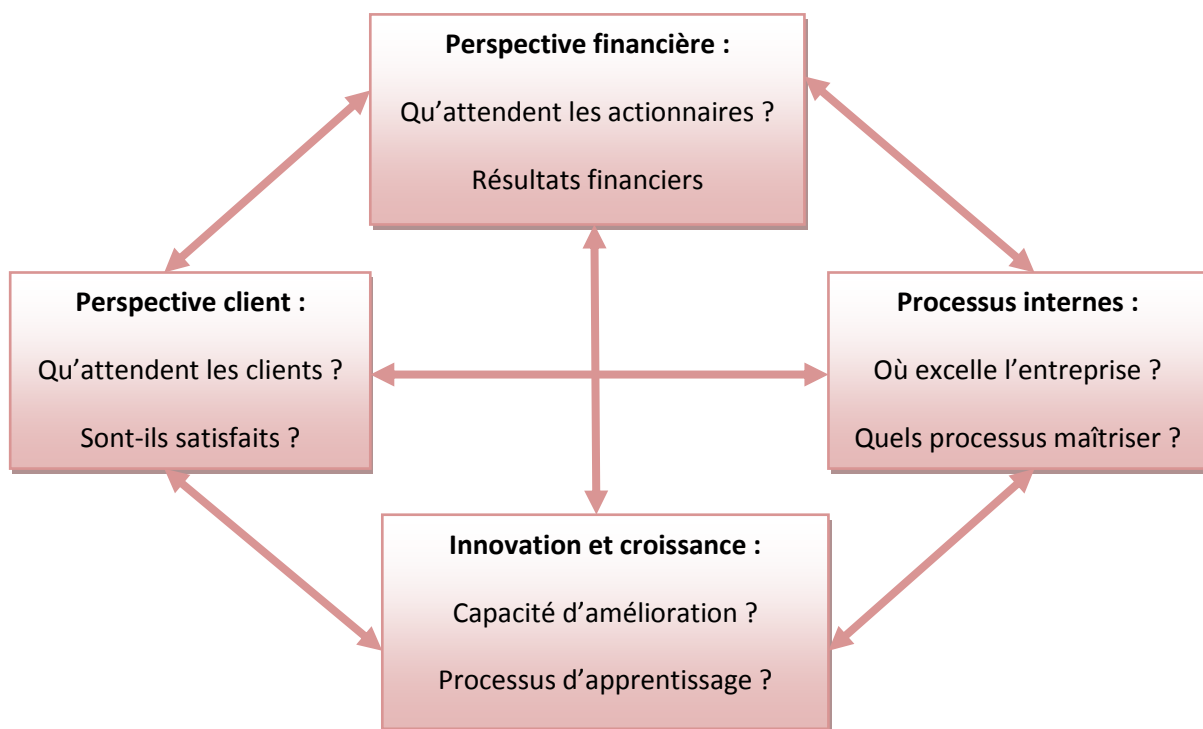 Perspective financière :
Qu’attendent les actionnaires ?
Résultats financiers
Perspective client :
Qu’attendent les clients ?
Sont-ils satisfaits ?
Processus internes :
Où excelle l’entreprise ?
Quels processus maîtriser ?
Innovation et croissance :
Capacité d’amélioration ?
Processus d’apprentissage ?